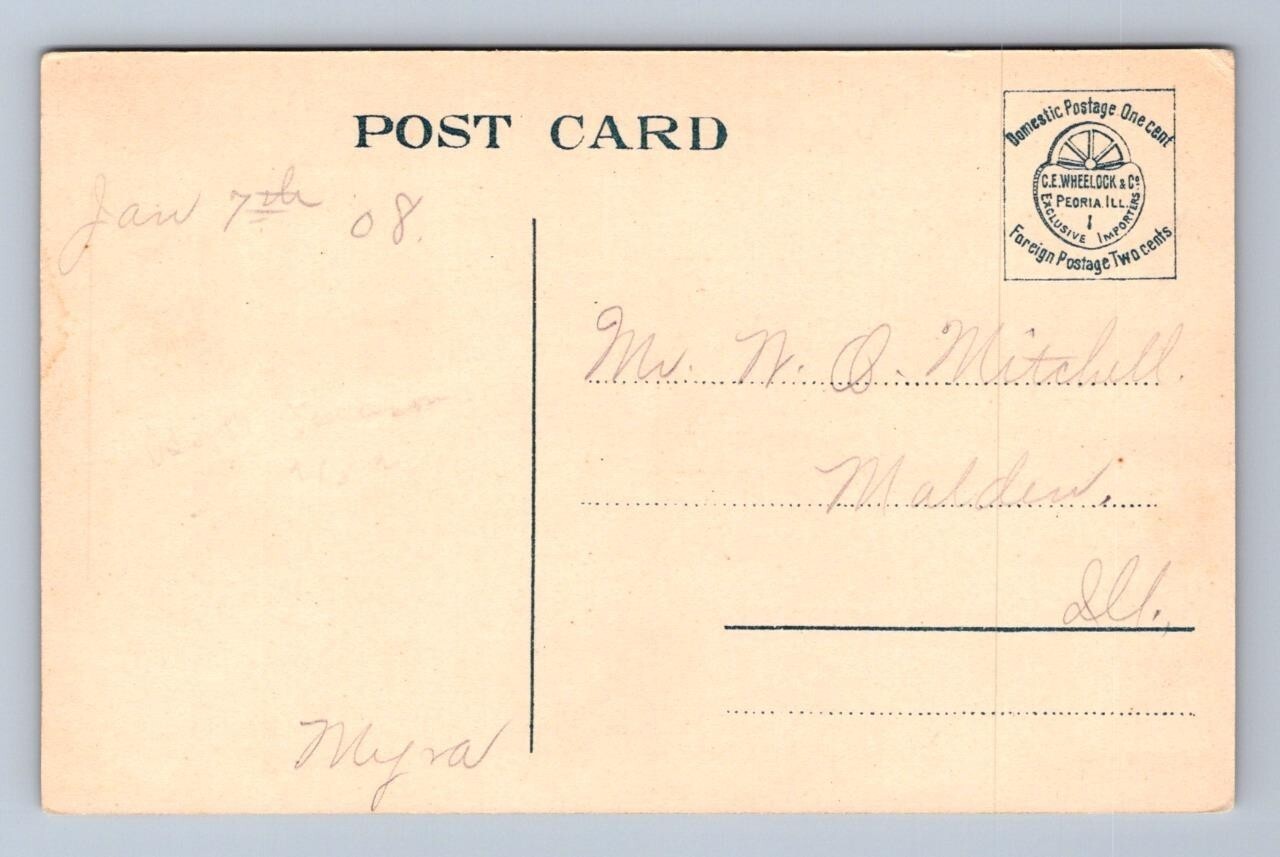 POST CARD
Domestic Postage One cent
C.E. WHEELOCK & Co.
PEORIA. ILL.
EXCLUSIVE IMPORTERS.
Foreign Postage Two cents
Jan 7th 08.
Mr. W. O. Mitchell.
Malden,
Ill.,
Myra